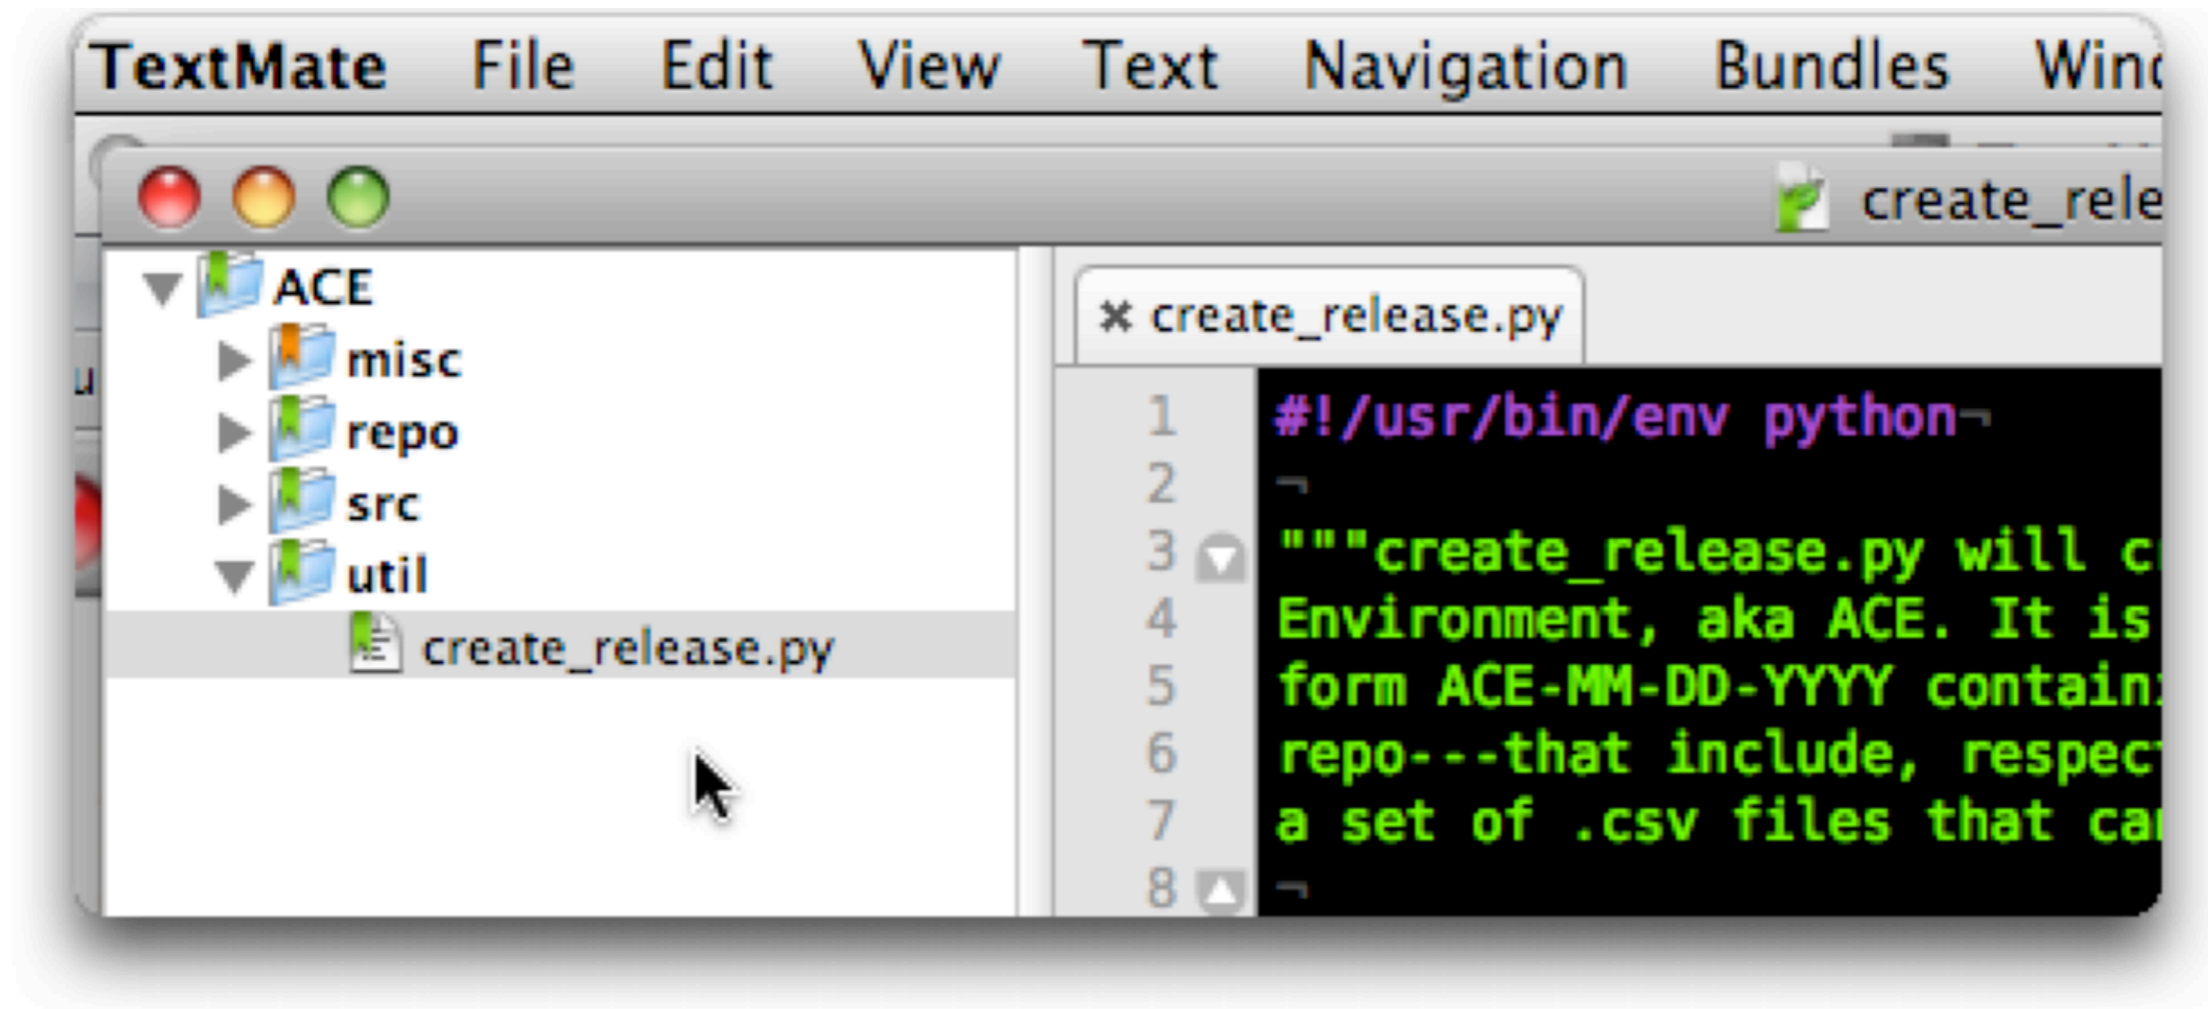 TextMate File Edit View Text Navigation Bundles
create_rele
ACE
misc
repo
src
util
create_release.py
create_release.py
1 #!/usr/bin/env python¬
2 ¬
3 """create_release.py will
4 Environment, aka ACE. It is
5 form ACE-MM-DD-YYYY
6 repo---that include,
7 a set of .csv files that
8 ¬